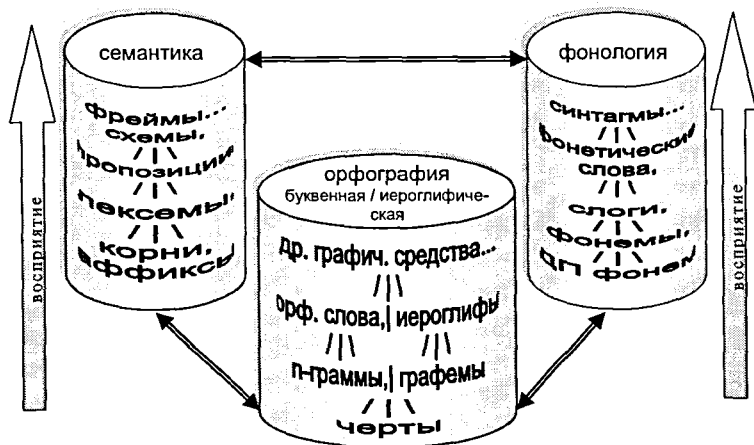 семантика
фреймы...
схемы,
пропозиции
лексемы,
корни,
аффиксы
восприятие
орфография
буквенная / иероглифиче-
ская
др. графич. средства...
орф. слова, иероглифы
n-граммы, графемы
черты
фонология
синтагмы...
фонетические
слова,
слоги,
фонемы,
ДП фонем
восприятие